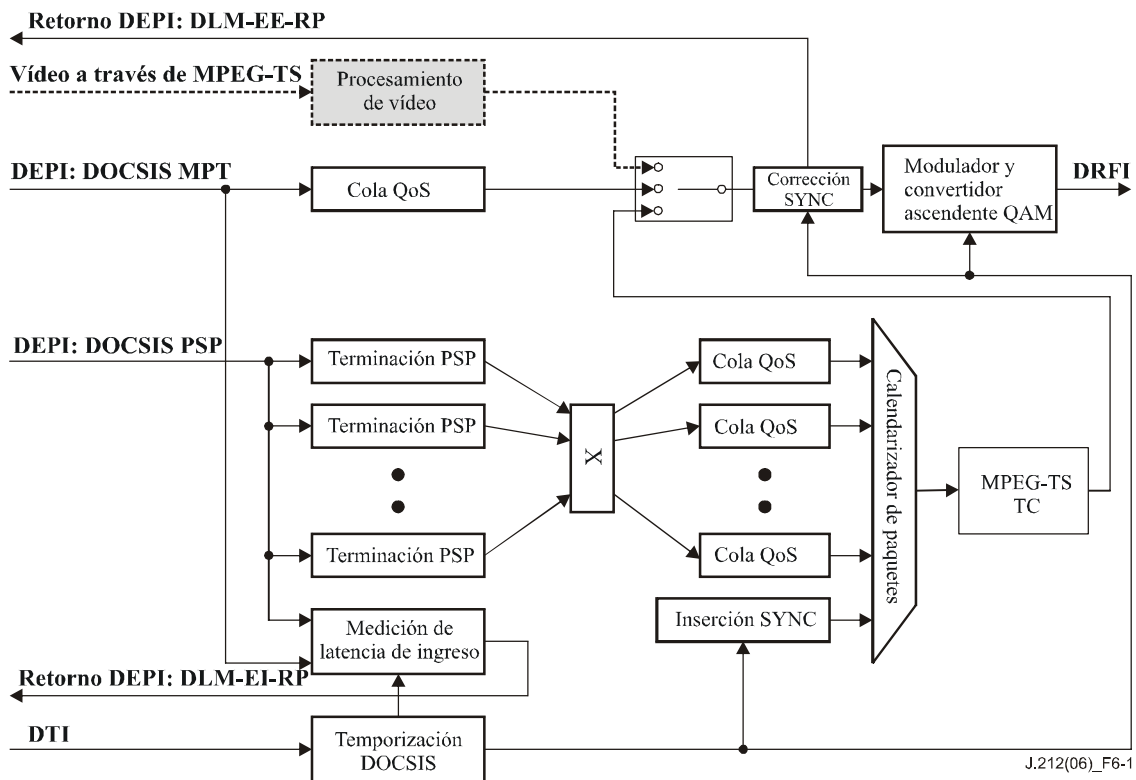 Retorno DEPI: DLM-EE-RP
Vídeo a través de MPEG-TS
Procesamiento
de vídeo
DEPI: DOCSIS MPT
Cola QoS
Corrección
SYNC
Modulador y
convertidor
ascendente QAM
DRFI
DEPI: DOCSIS PSP
Terminación PSP
Cola QoS
Terminación PSP
Cola QoS
X
Calendarizador de paquetes
MPEG-TS
TC
Terminación PSP
Cola QoS
Inserción SYNC
Medición de
latencia de ingreso
Retorno DEPI: DLM-EI-RP
DTI
Temporización
DOCSIS
J.212(06)_F6-1